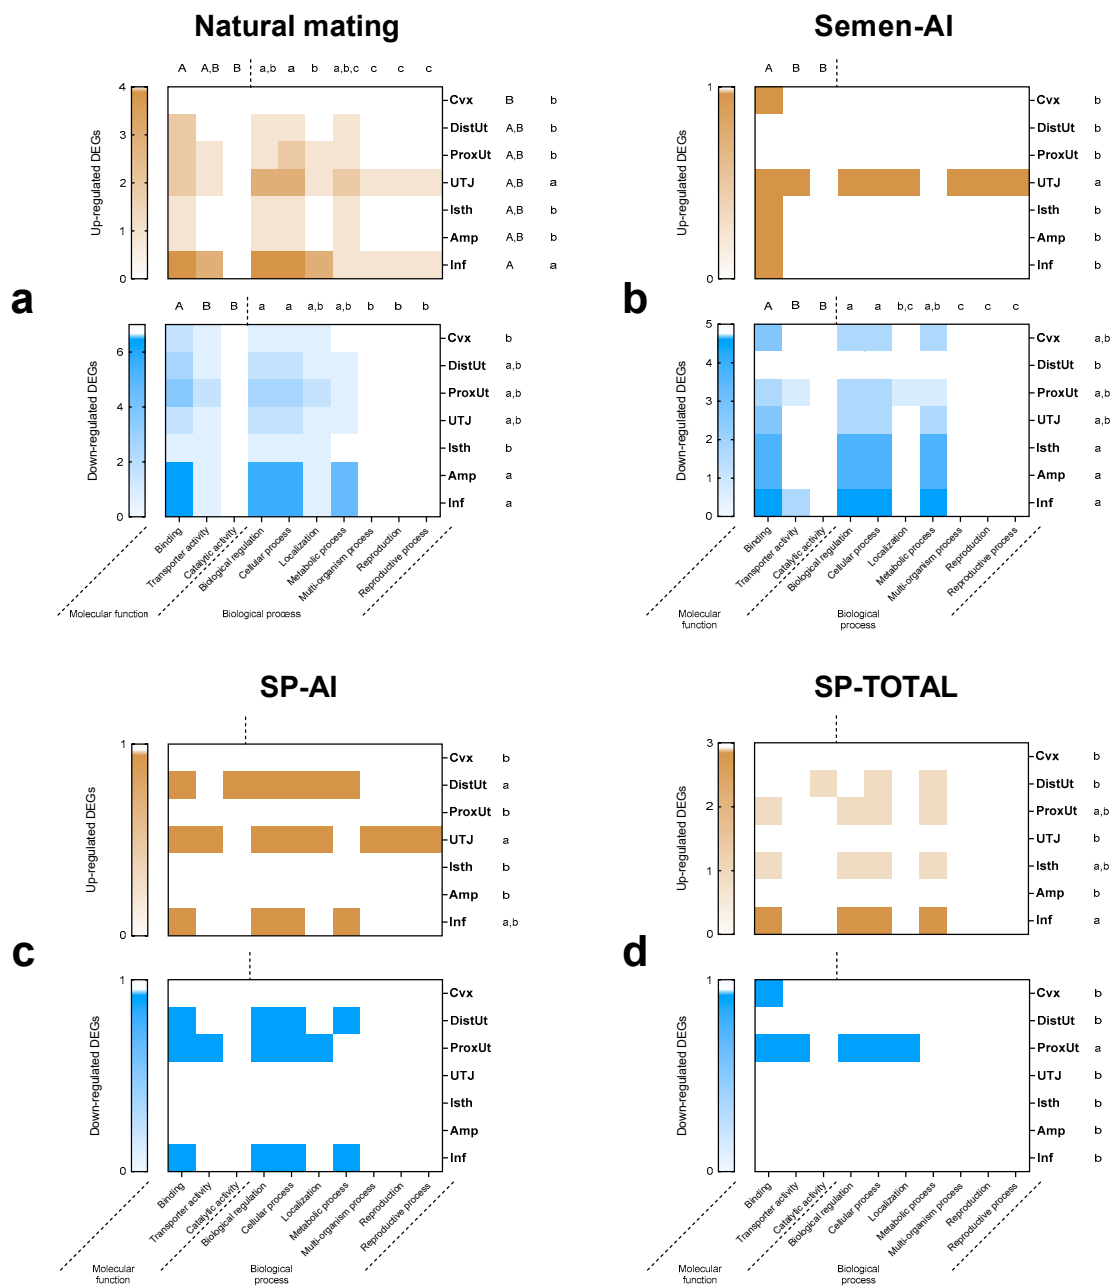 Natural mating
A A,B B a,b a b a,b,c c c c
4
3
2
1
0
Up-regulated DEGs
Cvx B b
DistUt A,B b
ProxUt A,B b
UTJ A,B a
Isth A,B b
Amp A,B b
Inf A a
a
A B B a a a,b a,b b b b
6
4
2
0
Down-regulated DEGs
Cvx b
DistUt a,b
ProxUt a,b
UTJ a,b
Isth b
Amp a
Inf a
Binding
Transporter activity
Catalytic activity
Biological regulation
Cellular process
Localization
Metabolic process
Multi-organism process
Reproduction
Reproductive process
Molecular function
Biological process
Semen-AI
A B B
1
0
Up-regulated DEGs
Cvx b
DistUt b
ProxUt b
UTJ a
Isth b
Amp b
Inf b
b
A B B a a b,c a,b c c c
5
4
3
2
1
0
Down-regulated DEGs
Cvx a,b
DistUt b
ProxUt a,b
UTJ a,b
Isth a
Amp a
Inf a
Binding
Transporter activity
Catalytic activity
Biological regulation
Cellular process
Localization
Metabolic process
Multi-organism process
Reproduction
Reproductive process
Molecular
function
Biological
process
SP-AI
1
0
Up-regulated DEGs
Cvx b
DistUt a
ProxUt b
UTJ a
Isth b
Amp b
Inf a,b
c
1
0
Down-regulated DEGs
Cvx
DistUt
ProxUt
UTJ
Isth
Amp
Inf
Binding
Transporter activity
Catalytic activity
Biological regulation
Cellular process
Localization
Metabolic process
Multi-organism process
Reproduction
Reproductive process
Molecular
function
Biological
process
SP-TOTAL
3
2
1
0
Up-regulated DEGs
Cvx b
DistUt b
ProxUt a,b
UTJ b
Isth a,b
Amp b
Inf a
d
1
0
Down-regulated DEGs
Cvx b
DistUt b
ProxUt a
UTJ b
Isth b
Amp b
Inf b
Binding
Transporter activity
Catalytic activity
Biological regulation
Cellular process
Localization
Metabolic process
Multi-organism process
Reproduction
Reproductive process
Molecular
function
Biological
process